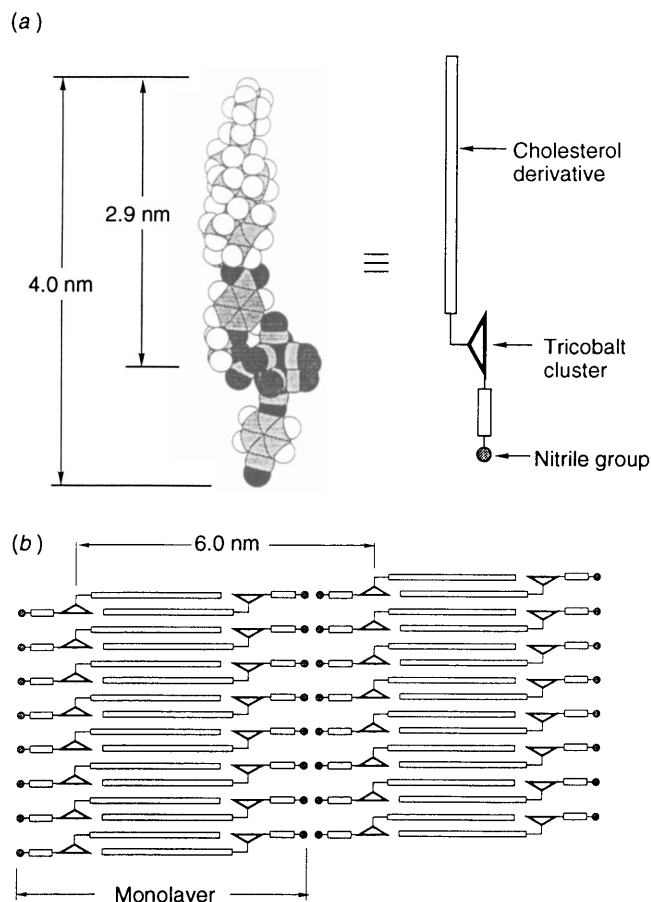 (a)
2.9 nm
4.0 nm
Cholesterol
derivative
Tricobalt
cluster
Nitrile group
(b)
6.0 nm
Monolayer